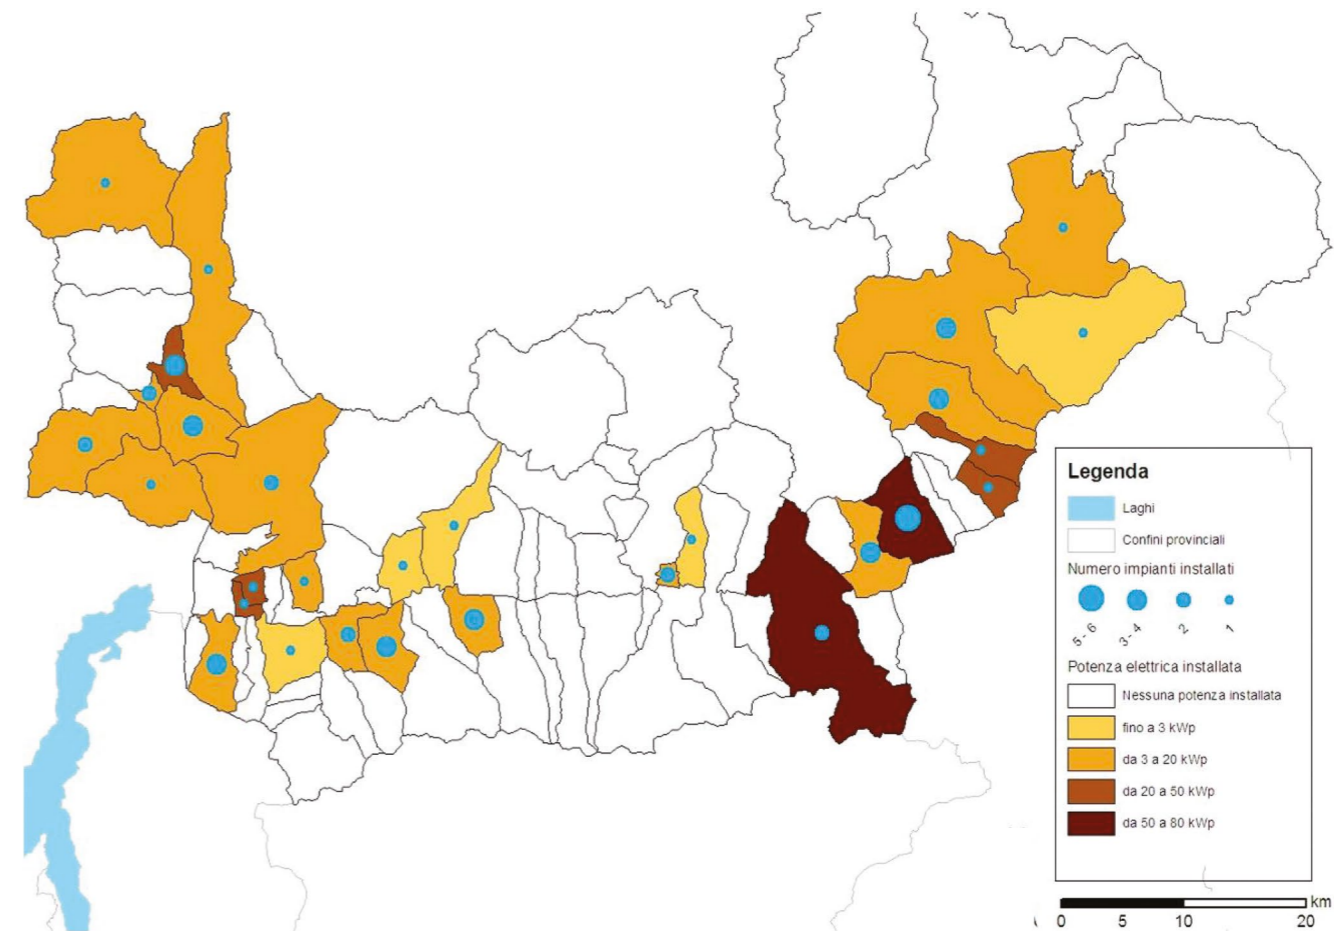 Legenda
Laghi
Confini provinciali
Numero impianti installati
5 - 6 3 - 4 2 1
Potenza elettrica installata
Nessuna potenza installata
fino a 3 kWp
da 3 a 20 kWp
da 20 a 50 kWp
da 50 a 80 kWp
km
0 5 10 20